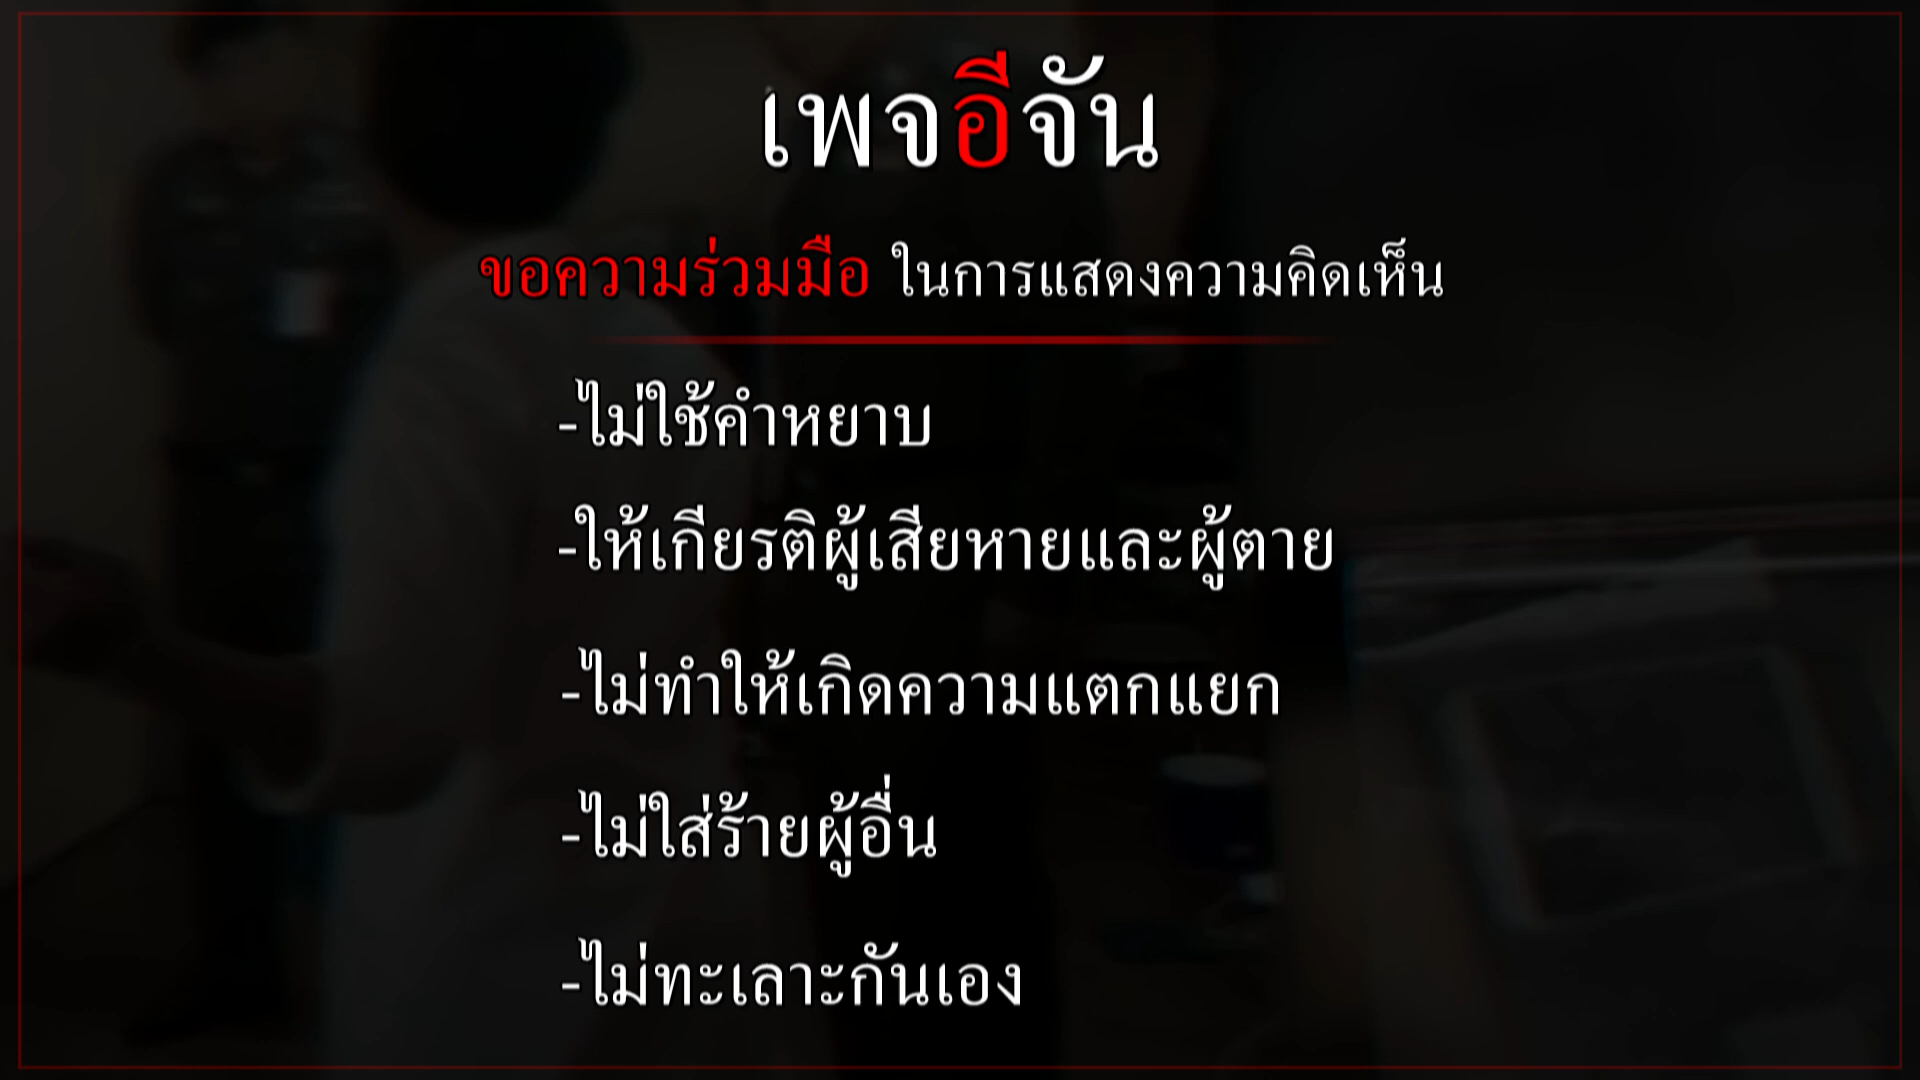 เพจอีจัน
ขอความร่วมมือ ในการแสดงความคิดเห็น
-ไม่ใช้คำหยาบ
-ให้เกียรติผู้เสียหายและผู้ตาย
-ไม่ทำให้เกิดความแตกแยก
-ไม่ใส่ร้ายผู้อื่น
-ไม่ทะเลาะกันเอง